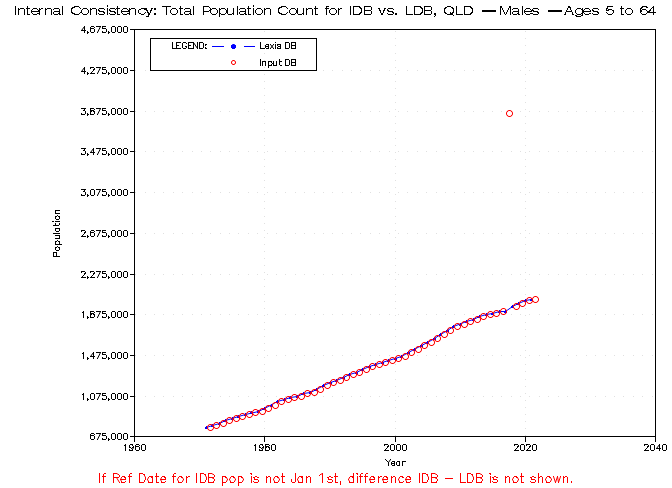 Internal Consistency: Total Population Count for IDB vs. LDB, QLD —Males —Ages 5 to 64
4,675,000
4,275,000
3,875,000
3,475,000
3,075,000
2,675,000
2,275,000
1,875,000
1,475,000
1,075,000
675,000
Population
LEGEND: Lexis DB
Input DB
1960 1980 2000 2020 2040
Year
If Ref Date for IDB pop is not Jan 1st, difference IDB – LDB is not shown.